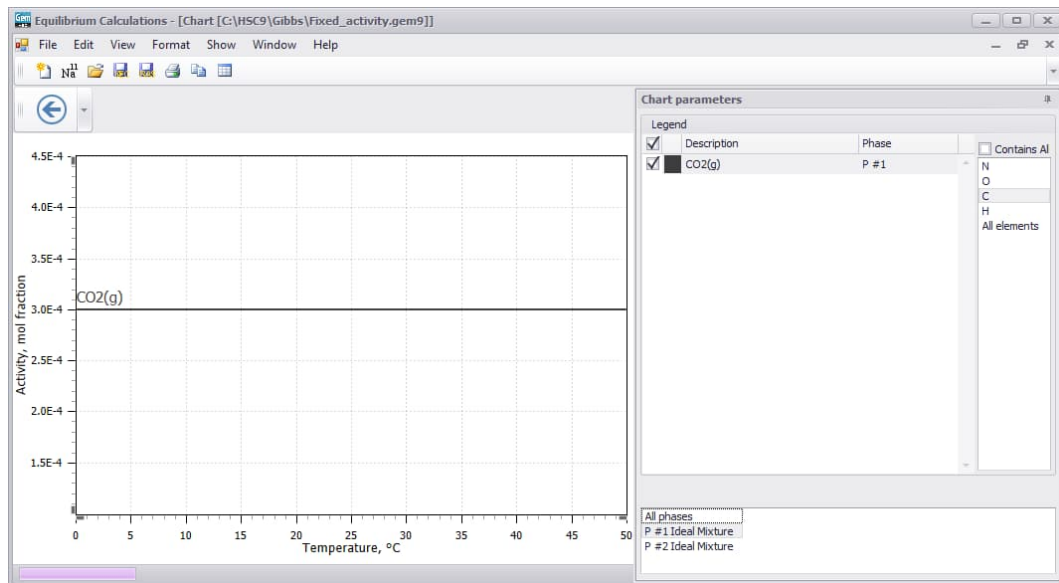 Gem
Equilibrium Calculations - [Chart [C:\HSC9\Gibbs\Fixed_activity.gem9]]
File Edit View Format Show Window Help
Na 11
Chart parameters
Legend
Description Phase
CO2(g) P #1
Contains Al
N
O
C
H
All elements
4.5E-4
4.0E-4
3.5E-4
3.0E-4
2.5E-4
2.0E-4
1.5E-4
Activity, mol fraction
CO2(g)
0 5 10 15 20 25 30 35 40 45 50
Temperature, °C
All phases
P #1 Ideal Mixture
P #2 Ideal Mixture